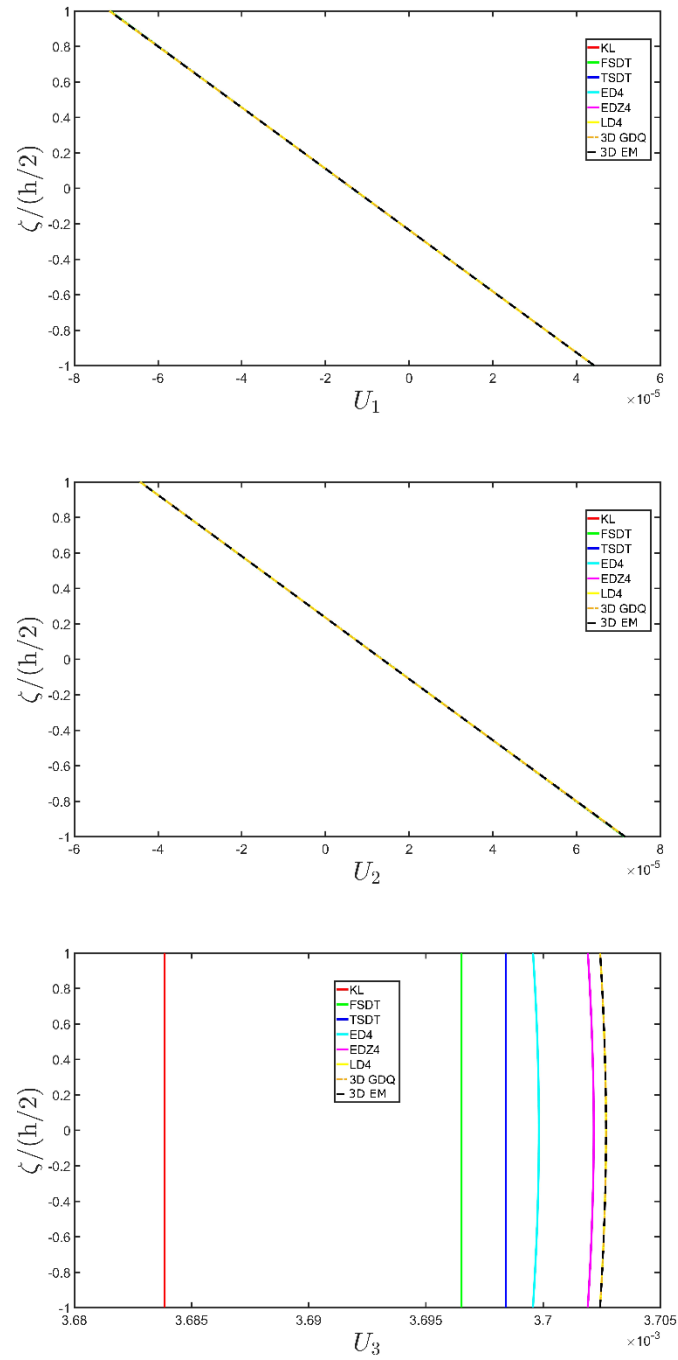 1
0.8
0.6
0.4
0.2
0
-0.2
-0.4
-0.6
-0.8
-1
ζ/(h/2)
KL
FSDT
TSDT
ED4
EDZ4
LD4
3D GDQ
3D EM
-8 -6 -4 -2 0 2 4 6
U₁ ×10⁻⁵
1
0.8
0.6
0.4
0.2
0
-0.2
-0.4
-0.6
-0.8
-1
ζ/(h/2)
KL
FSDT
TSDT
ED4
EDZ4
LD4
3D GDQ
3D EM
-6 -4 -2 0 2 4 6 8
U₂ ×10⁻⁵
1
0.8
0.6
0.4
0.2
0
-0.2
-0.4
-0.6
-0.8
-1
ζ/(h/2)
KL
FSDT
TSDT
ED4
EDZ4
LD4
3D GDQ
3D EM
3.68 3.685 3.69 3.695 3.7 3.705
U₃ ×10⁻³